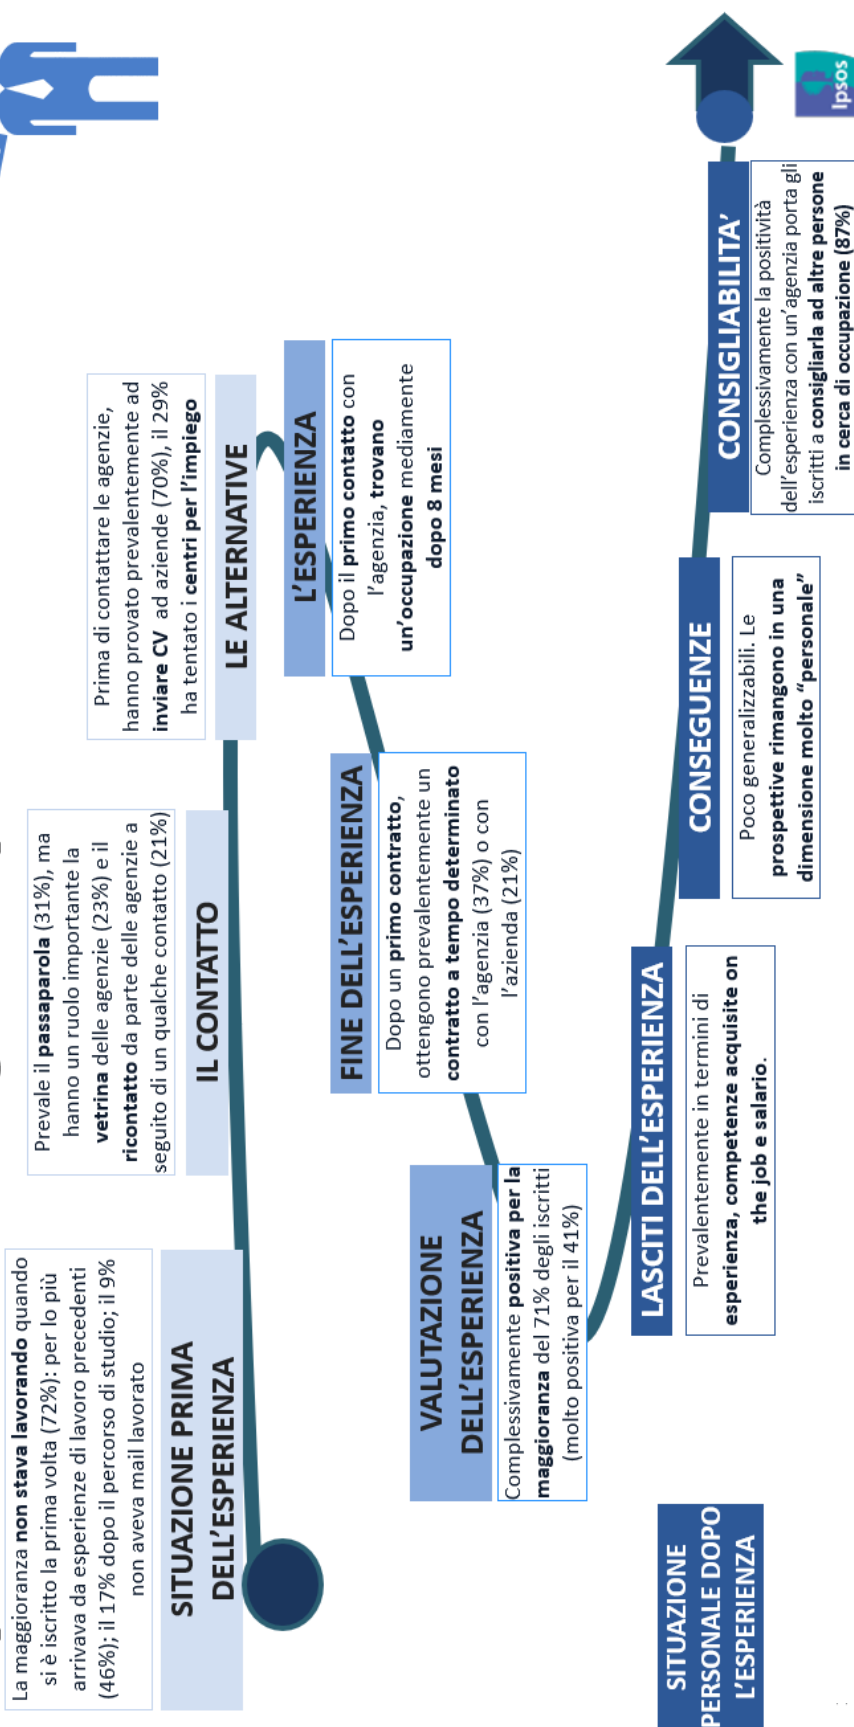 La maggioranza non stava lavorando quando
si è iscritto la prima volta (72%): per lo più
arrivava da esperienze di lavoro precedenti
(46%); il 17% dopo il percorso di studio; il 9%
non aveva mail lavorato
SITUAZIONE PRIMA
DELL'ESPERIENZA
Prevale il passaparola (31%), ma
hanno un ruolo importante la
vetrina delle agenzie (23%) e il
ricontatto da parte delle agenzie a
seguito di un qualche contatto (21%)
IL CONTATTO
Prima di contattare le agenzie,
hanno provato prevalentemente ad
inviare CV ad aziende (70%), il 29%
ha tentato i centri per l'impiego
LE ALTERNATIVE
L'ESPERIENZA
Dopo il primo contatto con
l'agenzia, trovano
un'occupazione mediamente
dopo 8 mesi
FINE DELL'ESPERIENZA
Dopo un primo contratto,
ottengono prevalentemente un
contratto a tempo determinato
con l'agenzia (37%) o con
l'azienda (21%)
VALUTAZIONE
DELL'ESPERIENZA
Complessivamente positiva per la
maggioranza del 71% degli iscritti
(molto positiva per il 41%)
SITUAZIONE
PERSONALE DOPO
L'ESPERIENZA
LASCITI DELL'ESPERIENZA
Prevalentemente in termini di
esperienza, competenze acquisite on
the job e salario.
CONSEGUENZE
Poco generalizzabili. Le
prospettive rimangono in una
dimensione molto “personale”
CONSIGLIABILITA'
Complessivamente la positività
dell'esperienza con un'agenzia porta gli
iscritti a consigliarla ad altre persone
in cerca di occupazione (87%)
Ipsos